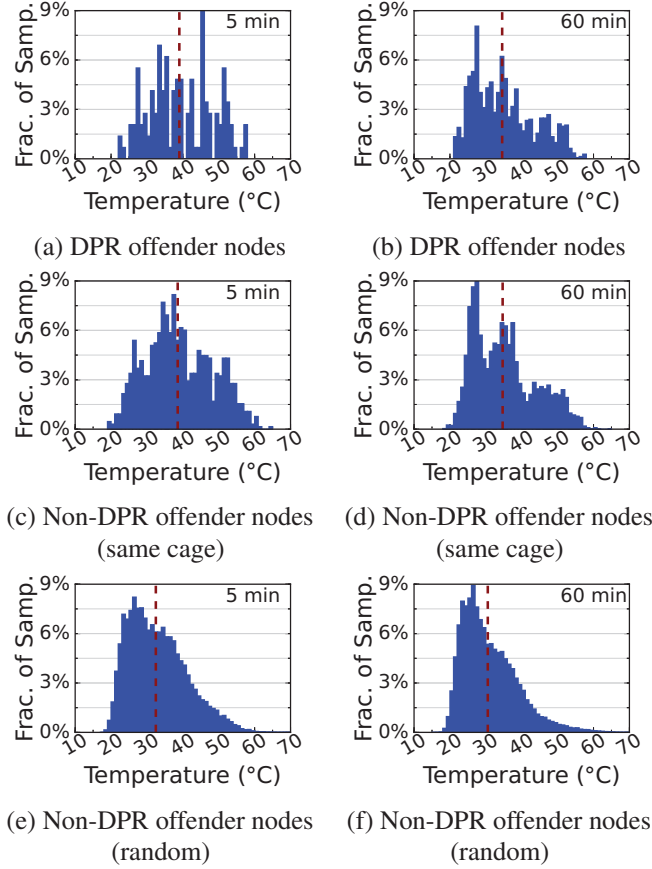 9%
6%
3%
0%
Frac. of Samp.
5 min
10 20 30 40 50 60 70
Temperature (°C)
(a) DPR offender nodes
9%
6%
3%
0%
Frac. of Samp.
60 min
10 20 30 40 50 60 70
Temperature (°C)
(b) DPR offender nodes
9%
6%
3%
0%
Frac. of Samp.
5 min
10 20 30 40 50 60 70
Temperature (°C)
(c) Non-DPR offender nodes
(same cage)
9%
6%
3%
0%
Frac. of Samp.
60 min
10 20 30 40 50 60 70
Temperature (°C)
(d) Non-DPR offender nodes
(same cage)
9%
6%
3%
0%
Frac. of Samp.
5 min
10 20 30 40 50 60 70
Temperature (°C)
(e) Non-DPR offender nodes
(random)
9%
6%
3%
0%
Frac. of Samp.
60 min
10 20 30 40 50 60 70
Temperature (°C)
(f) Non-DPR offender nodes
(random)